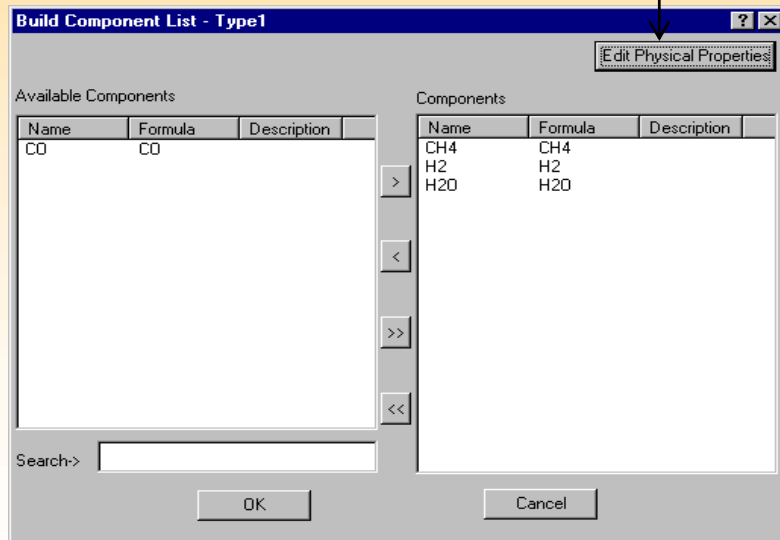 Build Component List - Type1
? ×
Edit Physical Properties
Available Components
Components
Name Formula Description
CO CO
Name Formula Description
CH4 CH4
H2 H2
H2O H2O
>
<
>>
<<
Search->
OK Cancel